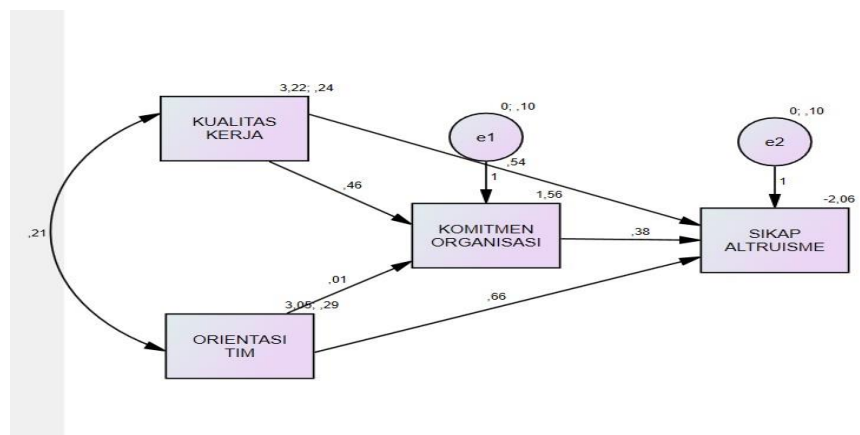 3,22; ,24
KUALITAS
KERJA
0; ,10
e1
1
,54
0; ,10
e2
1
,46
1,56
KOMITMEN
ORGANISASI
-2,06
SIKAP
ALTRUISME
,21
,38
,01
3,05; ,29
,66
ORIENTASI
TIM